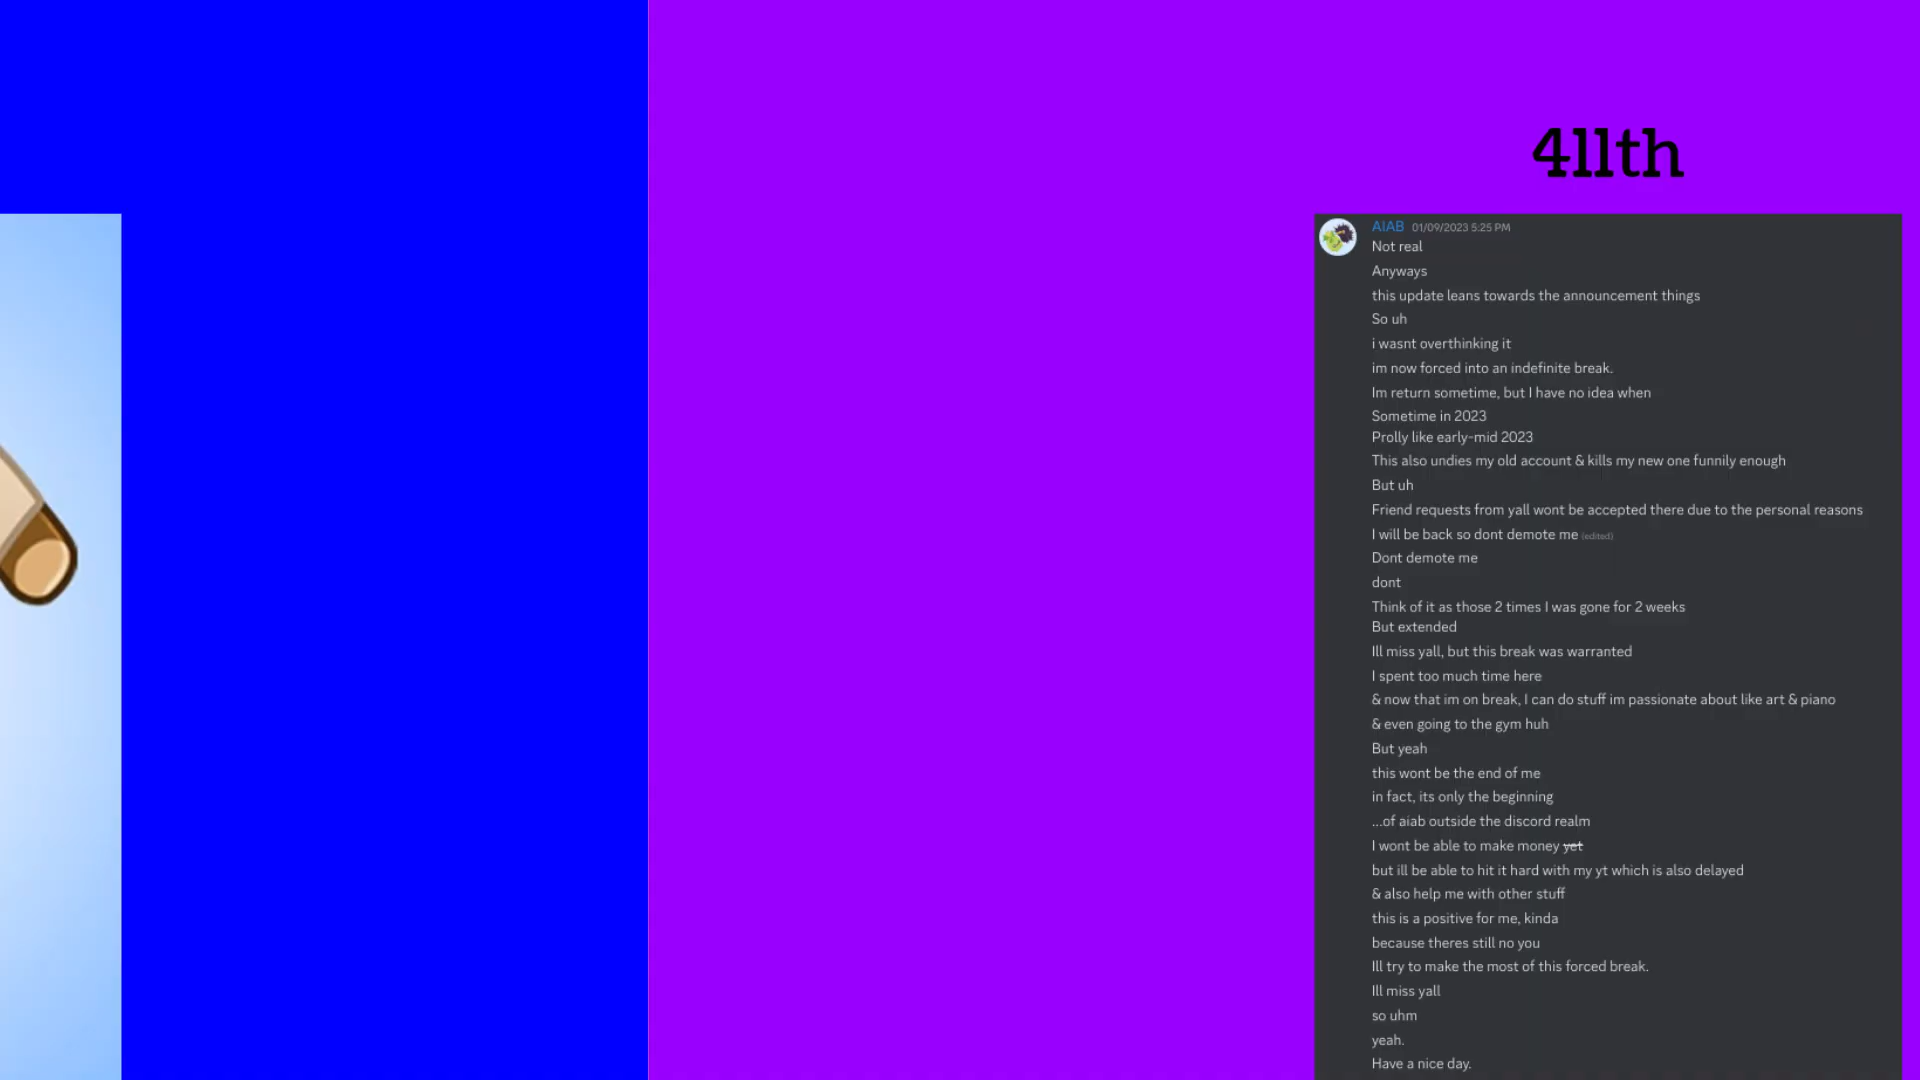 411th
AIAB 01/09/2023 5:25 PM
Not real
Anyways
this update leans towards the announcement things
So uh
i wasnt overthinking it
im now forced into an indefinite break.
Im return sometime, but I have no idea when
Sometime in 2023
Prolly like early-mid 2023
This also undies my old account & kills my new one funnily enough
But uh
Friend requests from yall wont be accepted there due to the personal reasons
I will be back so dont demote me (edited)
Dont demote me
dont
Think of it as those 2 times I was gone for 2 weeks
But extended
Ill miss yall, but this break was warranted
I spent too much time here
& now that im on break, I can do stuff im passionate about like art & piano
& even going to the gym huh
But yeah
this wont be the end of me
in fact, its only the beginning
...of aiab outside the discord realm
I wont be able to make money yet
but ill be able to hit it hard with my yt which is also delayed
& also help me with other stuff
this is a positive for me, kinda
because theres still no you
Ill try to make the most of this forced break.
Ill miss yall
so uhm
yeah.
Have a nice day.